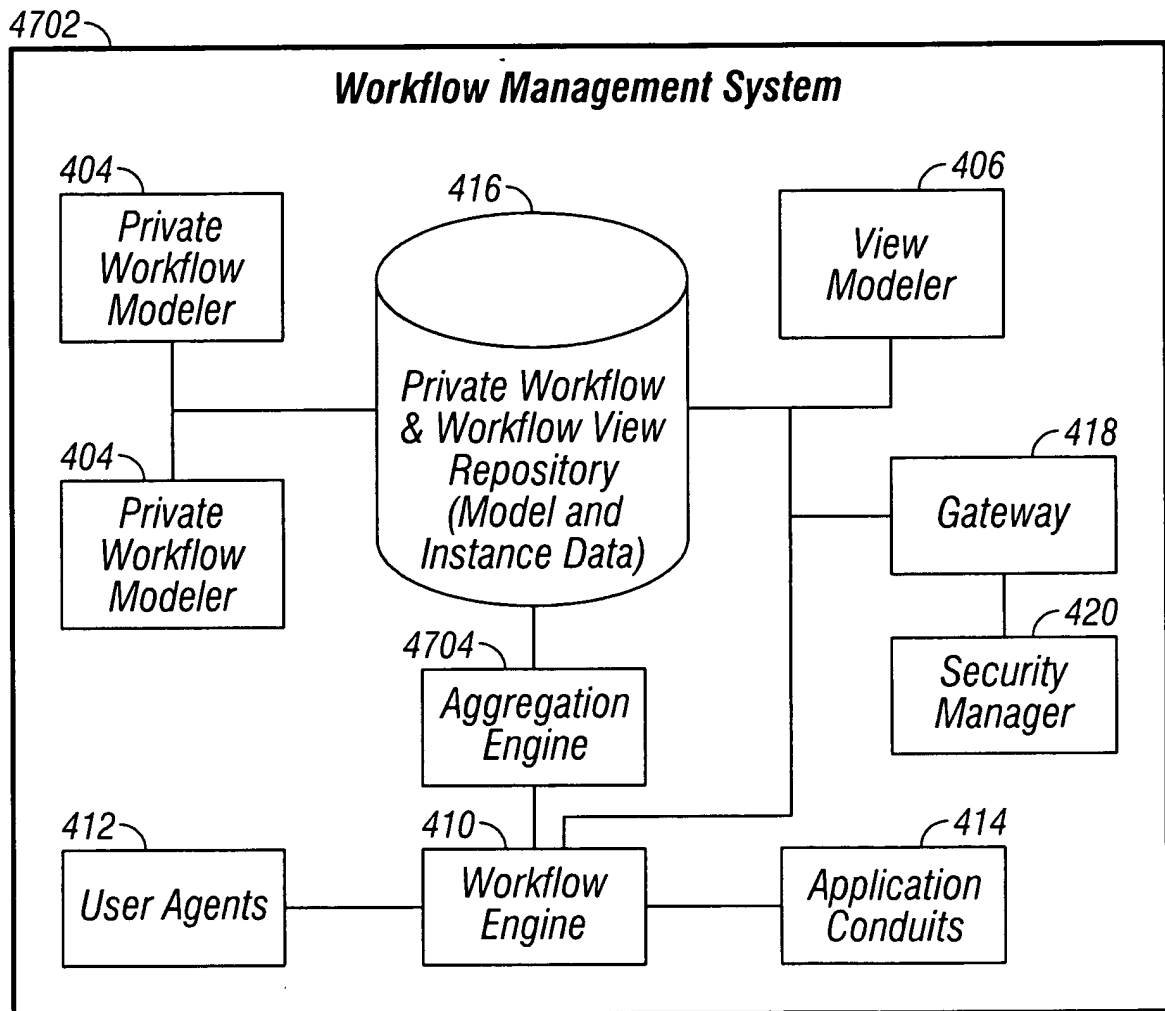 4702
Workflow Management System
404
Private
Workflow
Modeler
416
Private Workflow
& Workflow View
Repository
(Model and
Instance Data)
406
View
Modeler
404
Private
Workflow
Modeler
418
Gateway
420
Security
Manager
4704
Aggregation
Engine
412
User Agents
410
Workflow
Engine
414
Application
Conduits